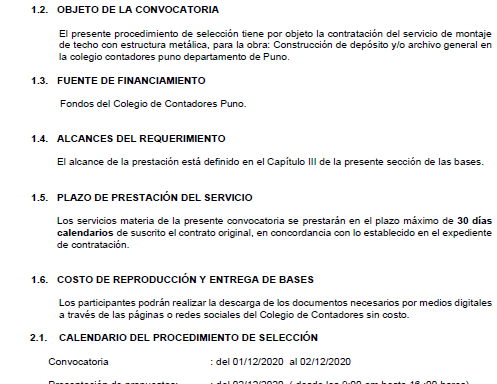 1.2. OBJETO DE LA CONVOCATORIA
El presente procedimiento de selección tiene por objeto la contratación del servicio de montaje
de techo con estructura metálica, para la obra: Construcción de depósito y/o archivo general en
la colegio contadores puno departamento de Puno.
1.3. FUENTE DE FINANCIAMIENTO
Fondos del Colegio de Contadores Puno.
1.4. ALCANCES DEL REQUERIMIENTO
El alcance de la prestación está definido en el Capítulo III de la presente sección de las bases.
1.5. PLAZO DE PRESTACIÓN DEL SERVICIO
Los servicios materia de la presente convocatoria se prestarán en el plazo máximo de 30 días
calendarios de suscrito el contrato original, en concordancia con lo establecido en el expediente
de contratación.
1.6. COSTO DE REPRODUCCIÓN Y ENTREGA DE BASES
Los participantes podrán realizar la descarga de los documentos necesarios por medios digitales
a través de las páginas o redes sociales del Colegio de Contadores sin costo.
2.1. CALENDARIO DEL PROCEDIMIENTO DE SELECCIÓN
Convocatoria : del 01/12/2020 al 02/12/2020